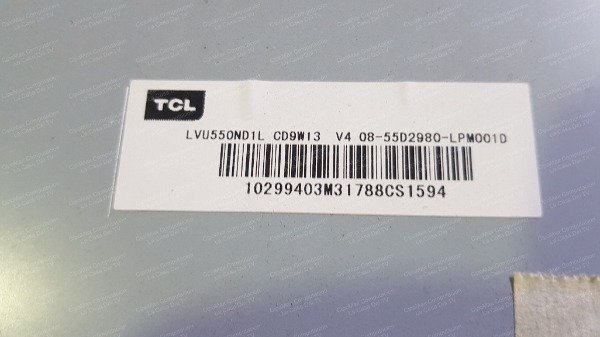 TCL
LVU550ND1L CD9W13 V4 08-55D2980-LPM001D
10299403M31788CS1594